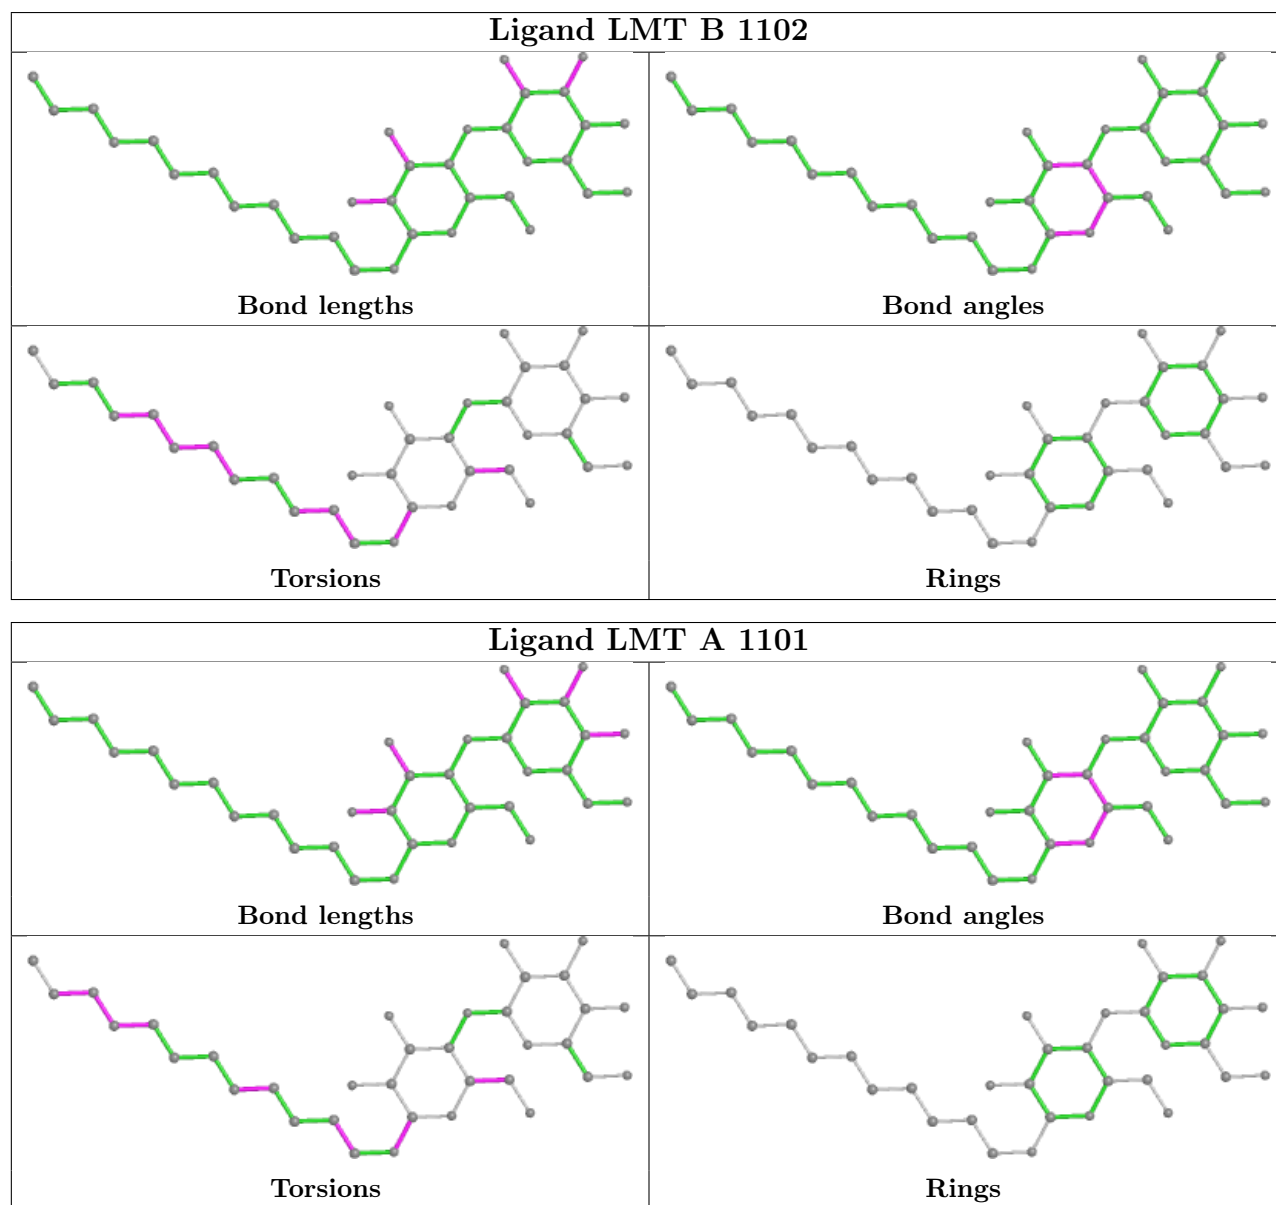 Ligand LMT B 1102
Bond lengths
Bond angles
Torsions
Rings
Ligand LMT A 1101
Bond lengths
Bond angles
Torsions
Rings